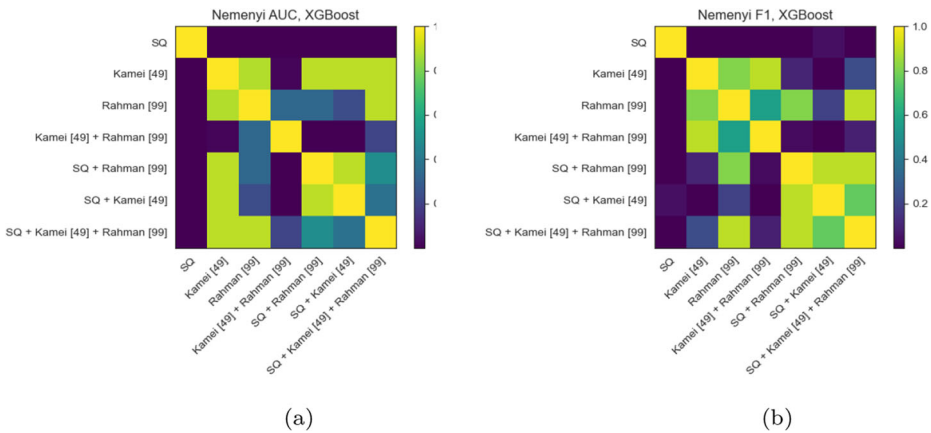 Nemenyi AUC, XGBoost
SQ
Kamei [49]
Rahman [99]
Kamei [49] + Rahman [99]
SQ + Rahman [99]
SQ + Kamei [49]
SQ + Kamei [49] + Rahman [99]
SQ
Kamei [49]
Rahman [99]
Kamei [49] + Rahman [99]
SQ + Rahman [99]
SQ + Kamei [49]
SQ + Kamei [49] + Rahman [99]
(a)
Nemenyi F1, XGBoost
SQ
Kamei [49]
Rahman [99]
Kamei [49] + Rahman [99]
SQ + Rahman [99]
SQ + Kamei [49]
SQ + Kamei [49] + Rahman [99]
SQ
Kamei [49]
Rahman [99]
Kamei [49] + Rahman [99]
SQ + Rahman [99]
SQ + Kamei [49]
SQ + Kamei [49] + Rahman [99]
1.0
0.8
0.6
0.4
0.2
(b)